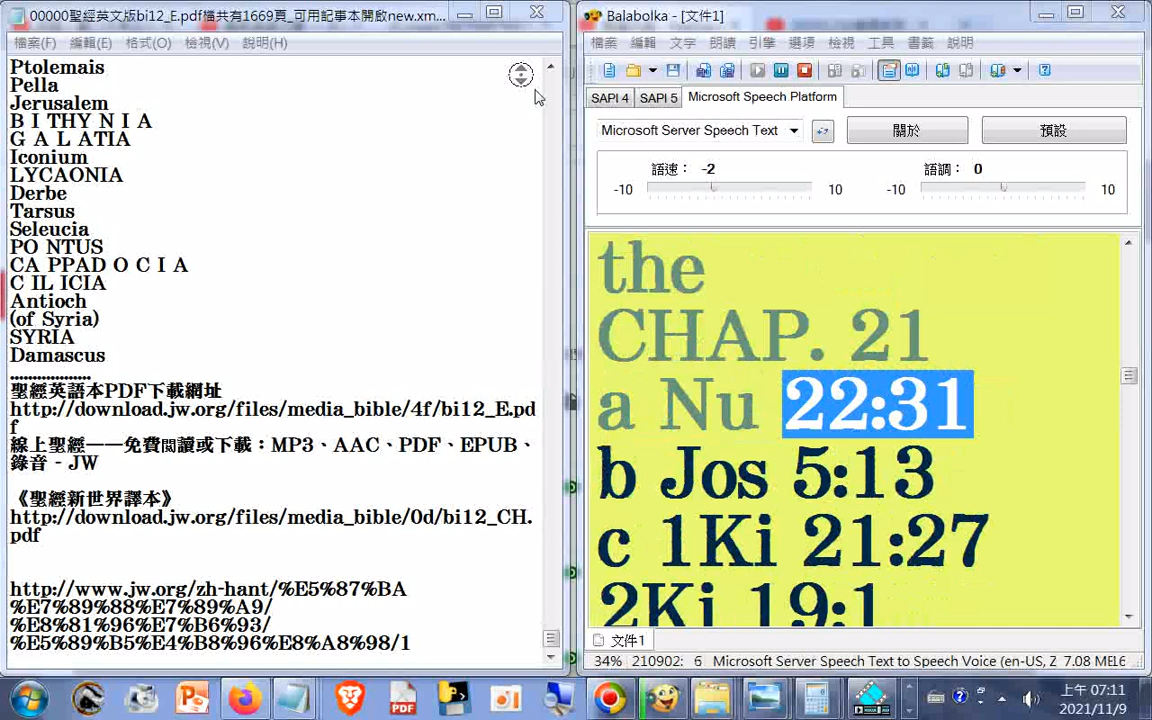 00000聖經英文版bi12_E.pdf檔共有1669頁_可用記事本開啟new.xm...
檔案(F) 編輯(E) 格式(O) 檢視(V) 說明(H)
Ptolemais
Pella
Jerusalem
B I THY N I A
G A L ATIA
Iconium
LYCAONIA
Derbe
Tarsus
Seleucia
PO NTUS
CA PPAD O C I A
C IL ICIA
Antioch
(of Syria)
SYRIA
Damascus
..................
聖經英語本PDF下載網址
http://download.jw.org/files/media_bible/4f/bi12_E.pd
f
線上聖經——免費閱讀或下載：MP3、AAC、PDF、EPUB、
錄音 - JW
《聖經新世界譯本》
http://download.jw.org/files/media_bible/0d/bi12_CH.
pdf
http://www.jw.org/zh-hant/%E5%87%BA
%E7%89%88%E7%89%A9/
%E8%81%96%E7%B6%93/
%E5%89%B5%E4%B8%96%E8%A8%98/1
Balabolka - [文件1]
檔案 編輯 文字 朗讀 引擎 選項 檢視 工具 書籤 說明
SAPI 4 SAPI 5 Microsoft Speech Platform
Microsoft Server Speech Text 關於 預設
語速： -2 語調： 0
-10 10 -10 10
the
CHAP. 21
a Nu 22:31
b Jos 5:13
c 1Ki 21:27
2Ki 19:1
文件1
34% 210902: 6 Microsoft Server Speech Text to Speech Voice (en-US, Z 7.08 ME
PDF
上午 07:11
2021/11/9